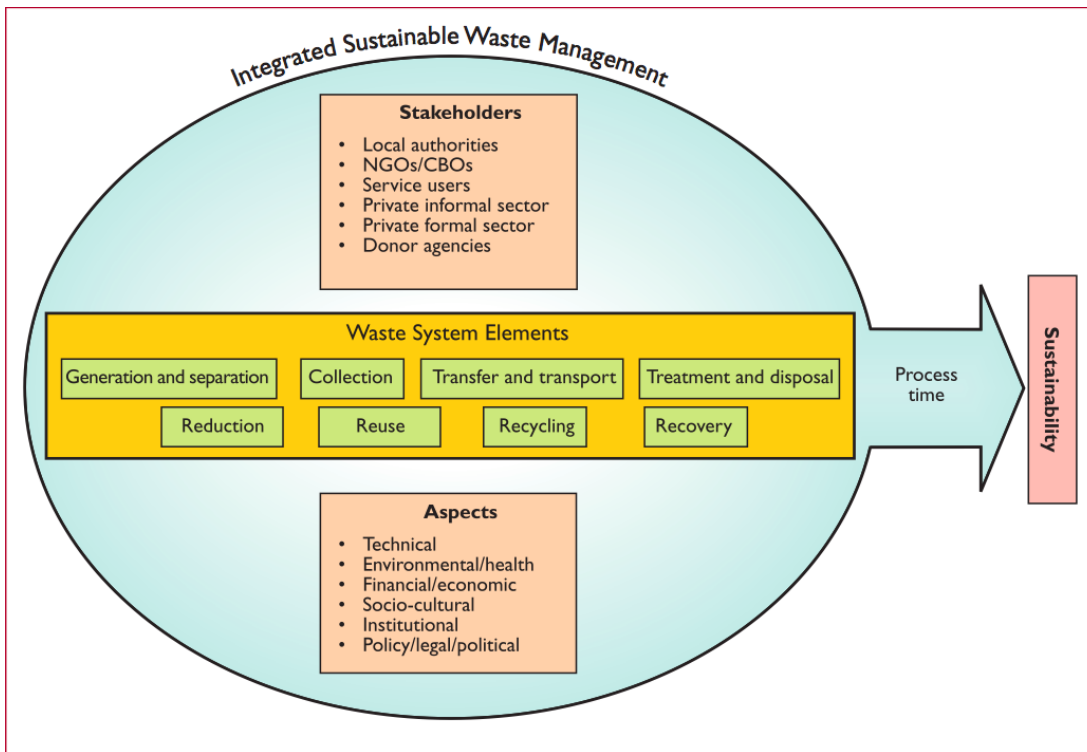 Integrated Sustainable Waste Management
Stakeholders
• Local authorities
• NGOs/CBOs
• Service users
• Private informal sector
• Private formal sector
• Donor agencies
Waste System Elements
Generation and separation
Collection
Transfer and transport
Treatment and disposal
Reduction
Reuse
Recycling
Recovery
Aspects
• Technical
• Environmental/health
• Financial/economic
• Socio-cultural
• Institutional
• Policy/legal/political
Process
time
Sustainability